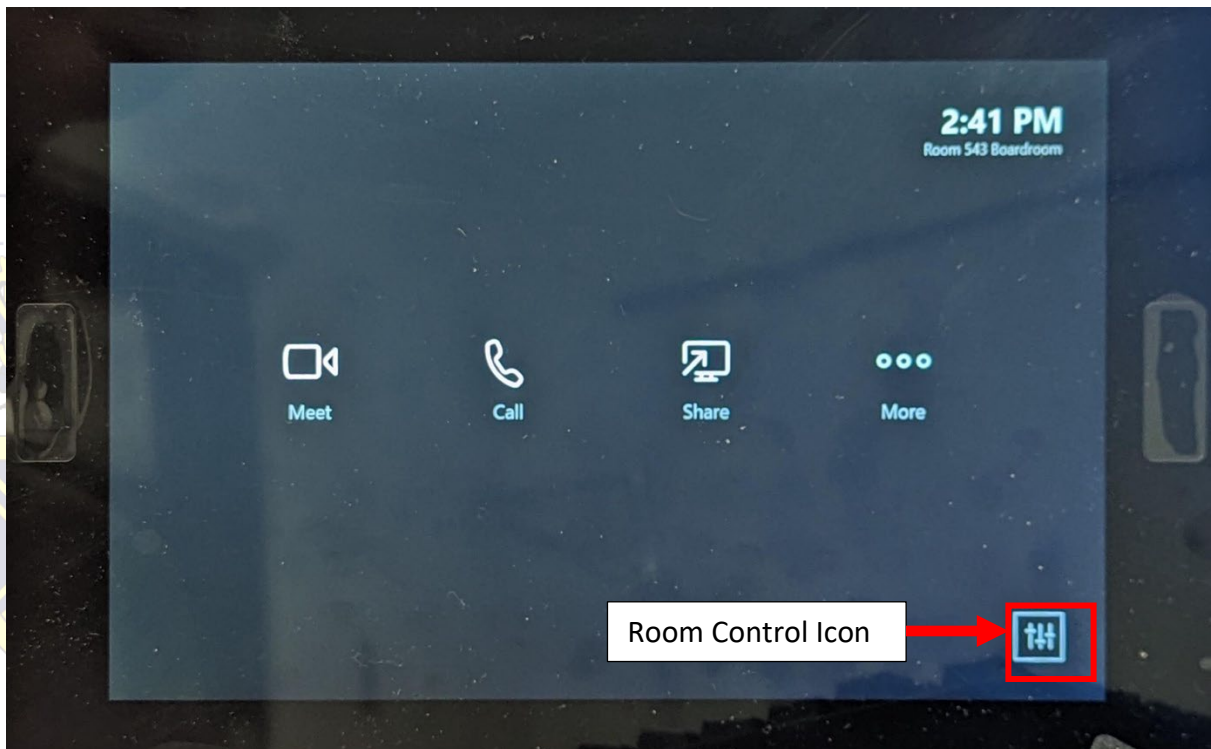 2:41 PM
Room 543 Boardroom
Meet
Call
Share
More
Room Control Icon